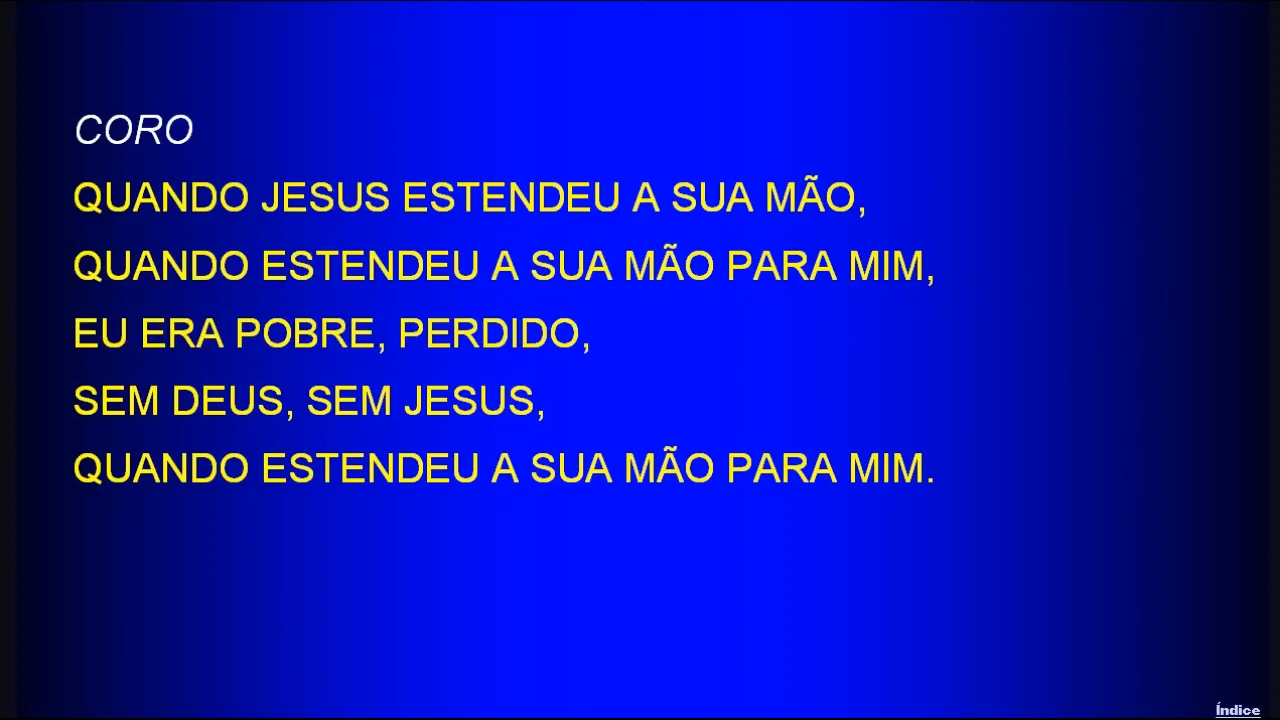 CORO
QUANDO JESUS ESTENDEU A SUA MÃO,
QUANDO ESTENDEU A SUA MÃO PARA MIM,
EU ERA POBRE, PERDIDO,
SEM DEUS, SEM JESUS,
QUANDO ESTENDEU A SUA MÃO PARA MIM.
Índice